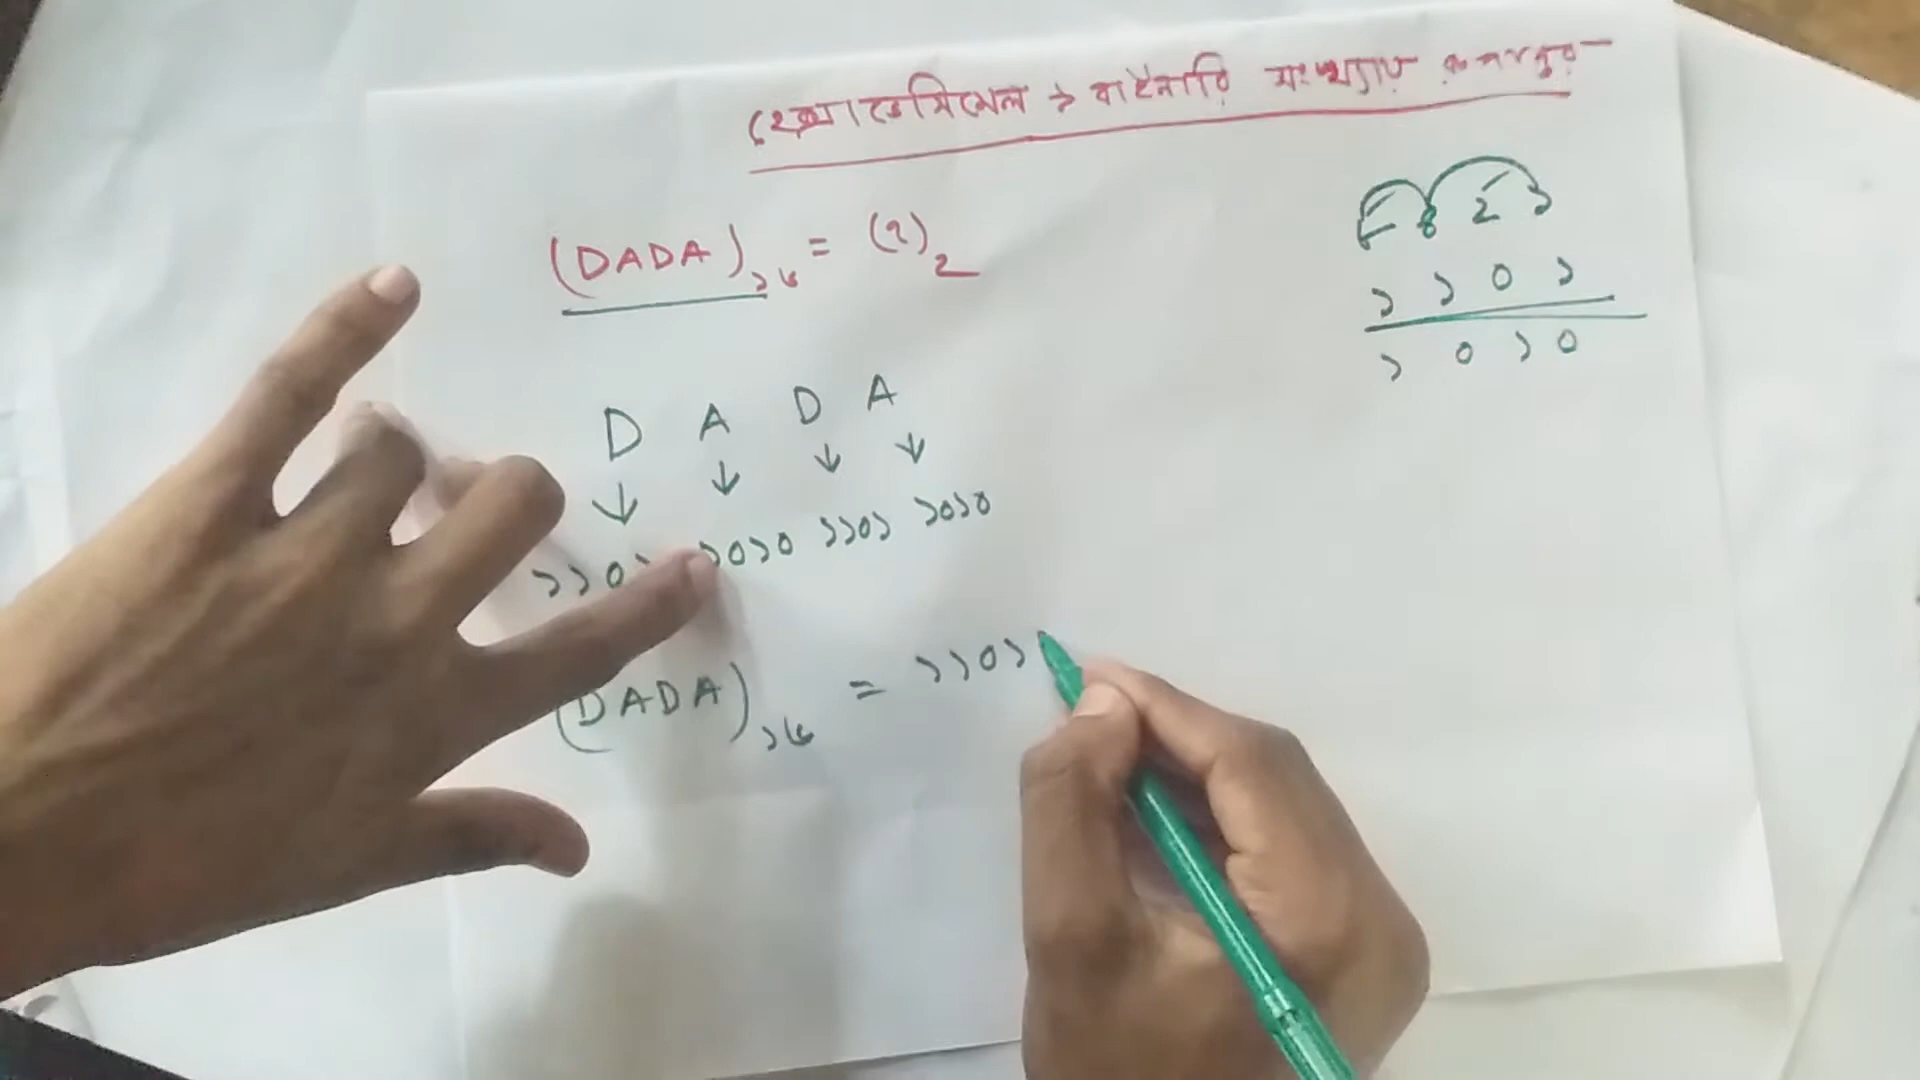 হেক্সাডেসিমেল → বাইনারি সংখ্যায় রূপান্তর
(DADA)১৬ = (?)২
৮ ৪ ২ ১
১ ১ ০ ১
১ ০ ১ ০
D A D A
↓ ↓ ↓ ↓
১১০১ ১০১০ ১১০১ ১০১০
(DADA)১৬ = ১১০১